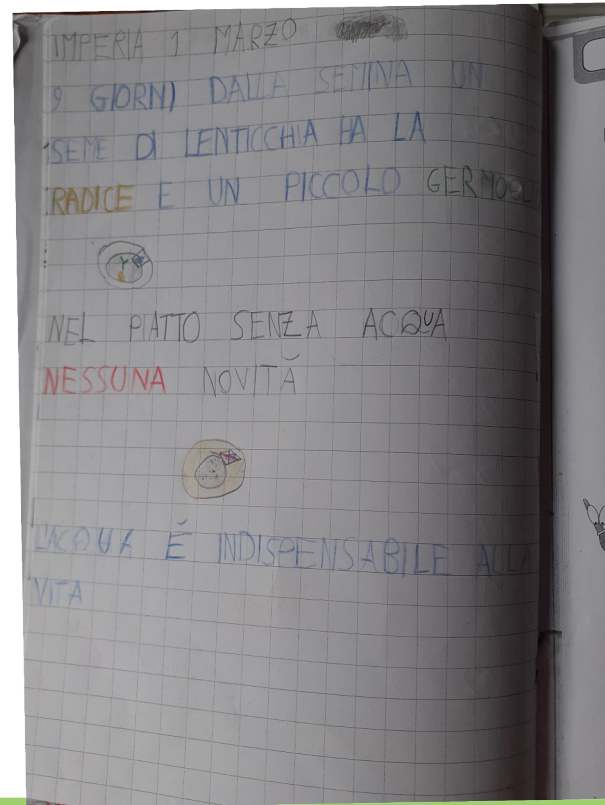 IMPERIA 1 MARZO
9 GIORNI DALLA SEMINA UN
SEME DI LENTICCHIA HA LA
RADICE E UN PICCOLO GERMOGL
NEL PIATTO SENZA ACQUA
NESSUNA NOVITÀ
L'ACQUA È INDISPENSABILE ALLA
VITA